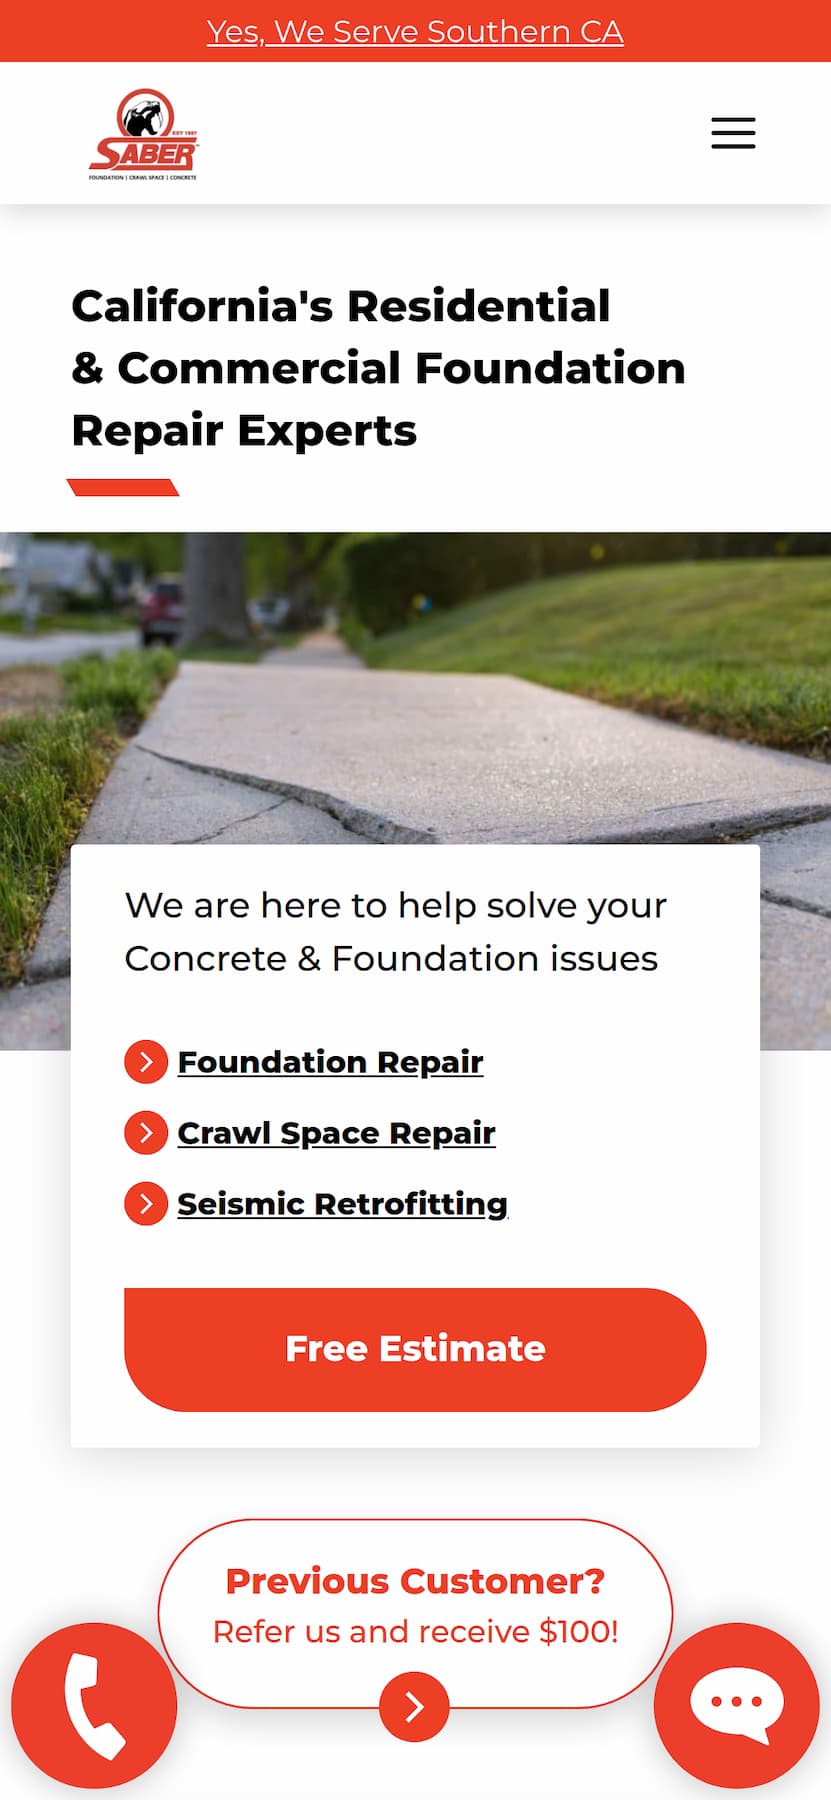 Yes, We Serve Southern CA
EST 1987
SABER
FOUNDATION | CRAWL SPACE | CONCRETE
California's Residential
& Commercial Foundation
Repair Experts
We are here to help solve your
Concrete & Foundation issues
Foundation Repair
Crawl Space Repair
Seismic Retrofitting
Free Estimate
Previous Customer?
Refer us and receive $100!